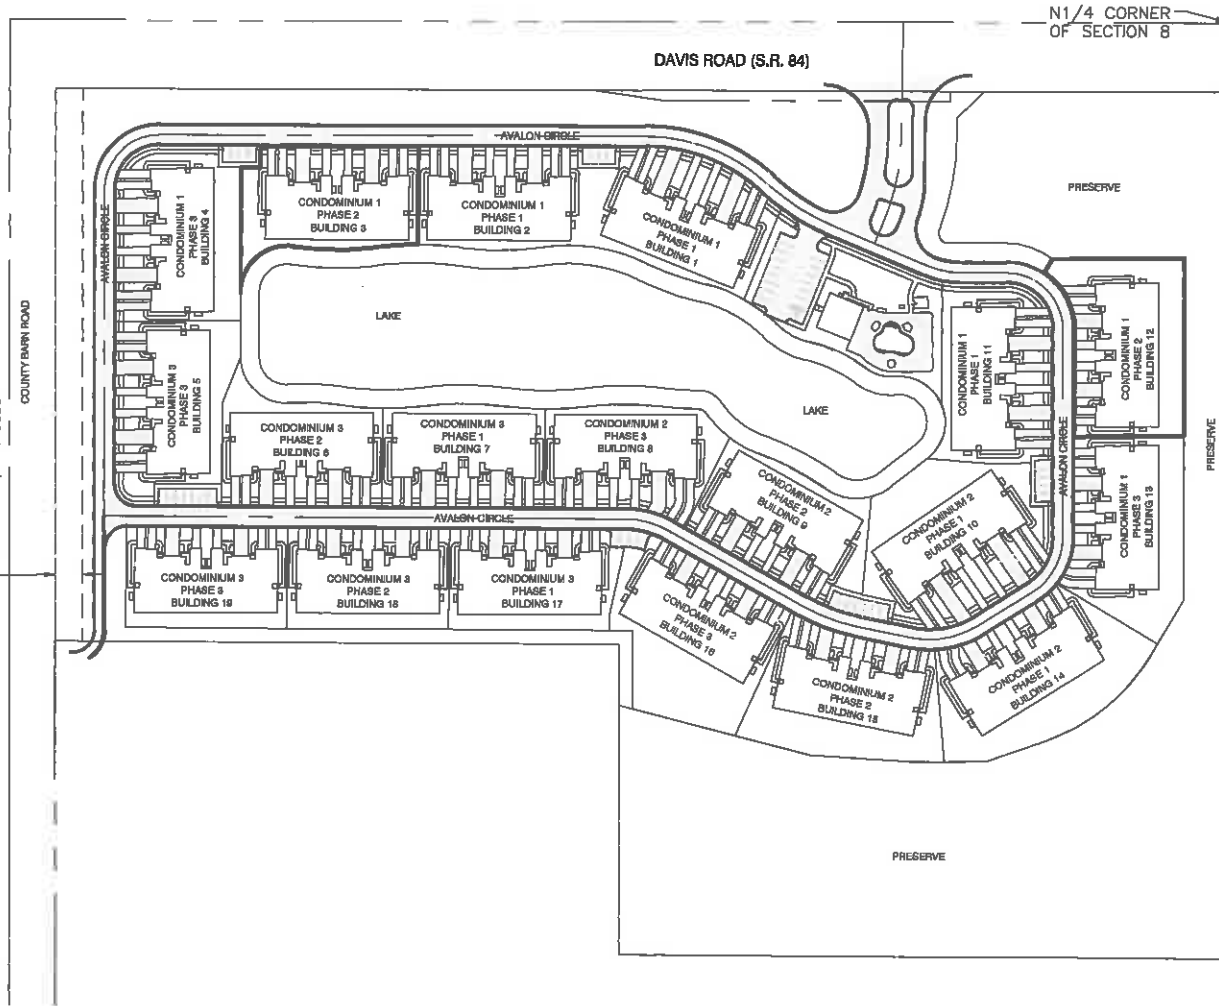 N1/4 CORNER
OF SECTION 8
DAVIS ROAD (S.R. 84)
AVALON CIRCLE
PRESERVE
CONDOMINIUM 1
PHASE 3
BUILDING 4
CONDOMINIUM 1
PHASE 2
BUILDING 3
CONDOMINIUM 1
PHASE 1
BUILDING 2
CONDOMINIUM 1
PHASE 1
BUILDING 1
AVALON CIRCLE
COUNTY BARN ROAD
LAKE
CONDOMINIUM 1
PHASE 1
BUILDING 11
CONDOMINIUM 1
PHASE 2
BUILDING 12
CONDOMINIUM 3
PHASE 3
BUILDING 5
LAKE
CONDOMINIUM 3
PHASE 2
BUILDING 6
CONDOMINIUM 3
PHASE 1
BUILDING 7
CONDOMINIUM 2
PHASE 3
BUILDING 8
AVALON CIRCLE
PRESERVE
CONDOMINIUM 2
PHASE 2
BUILDING 9
CONDOMINIUM 2
PHASE 1
BUILDING 10
CONDOMINIUM 1
PHASE 3
BUILDING 13
AVALON CIRCLE
CONDOMINIUM 3
PHASE 3
BUILDING 19
CONDOMINIUM 3
PHASE 2
BUILDING 18
CONDOMINIUM 3
PHASE 1
BUILDING 17
CONDOMINIUM 2
PHASE 3
BUILDING 16
CONDOMINIUM 2
PHASE 2
BUILDING 15
CONDOMINIUM 2
PHASE 1
BUILDING 14
PRESERVE